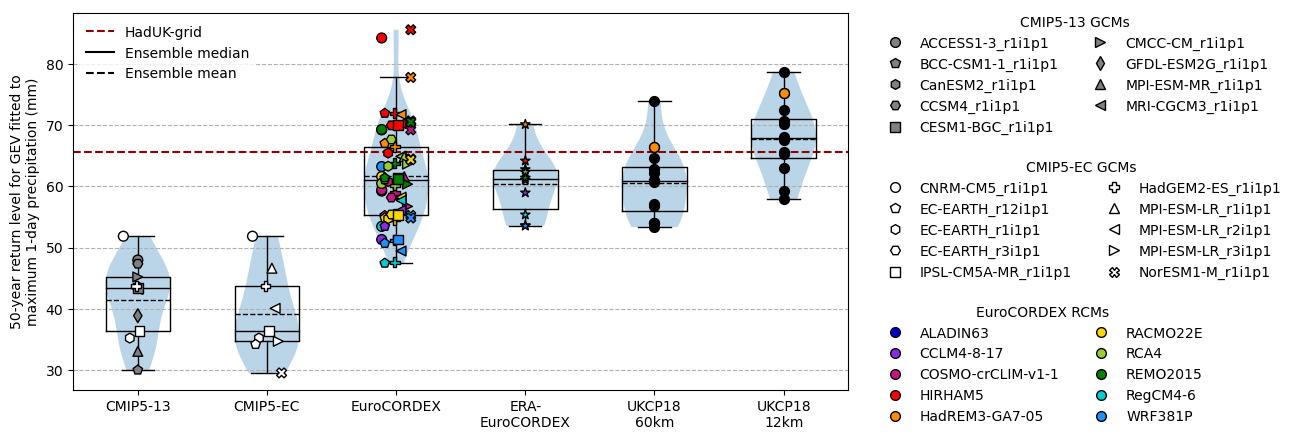 50-year return level for GEV fitted to
maximum 1-day precipitation (mm)
80
70
60
50
40
30
HadUK-grid
Ensemble median
Ensemble mean
CMIP5-13
CMIP5-EC
EuroCORDEX
ERA-
EuroCORDEX
UKCP18
60km
UKCP18
12km
CMIP5-13 GCMs
ACCESS1-3_r1i1p1
BCC-CSM1-1_r1i1p1
CanESM2_r1i1p1
CCSM4_r1i1p1
CESM1-BGC_r1i1p1
CMCC-CM_r1i1p1
GFDL-ESM2G_r1i1p1
MPI-ESM-MR_r1i1p1
MRI-CGCM3_r1i1p1
CMIP5-EC GCMs
CNRM-CM5_r1i1p1
EC-EARTH_r12i1p1
EC-EARTH_r1i1p1
EC-EARTH_r3i1p1
IPSL-CM5A-MR_r1i1p1
HadGEM2-ES_r1i1p1
MPI-ESM-LR_r1i1p1
MPI-ESM-LR_r2i1p1
MPI-ESM-LR_r3i1p1
NorESM1-M_r1i1p1
EuroCORDEX RCMs
ALADIN63
CCLM4-8-17
COSMO-crCLIM-v1-1
HIRHAM5
HadREM3-GA7-05
RACMO22E
RCA4
REMO2015
RegCM4-6
WRF381P